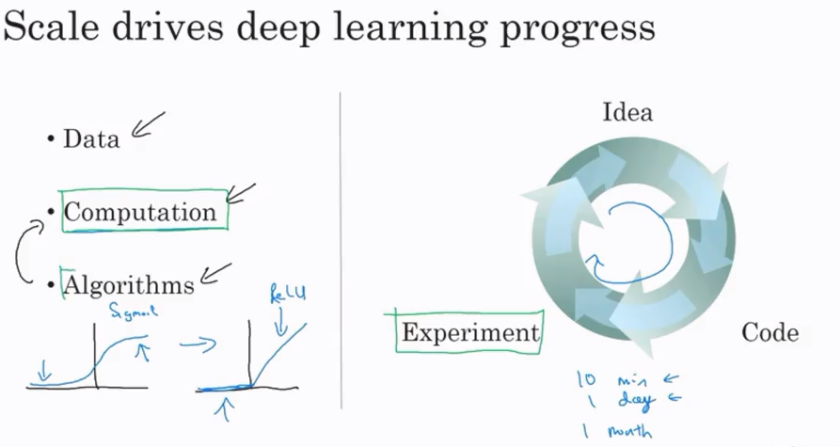 Scale drives deep learning progress
• Data
• Computation
• Algorithms
Sigmoid
ReLU
Idea
Experiment
Code
10 min
1 day
1 month